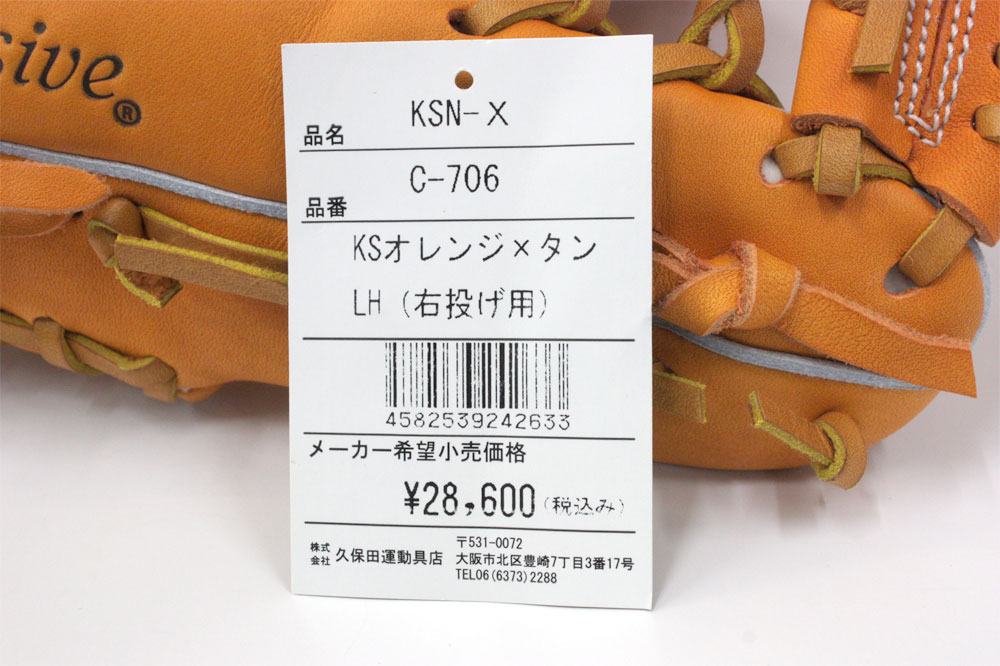 sive®
KSN-X
品名
C-706
品番
KSオレンジ×タン
LH (右投げ用)
4582539242633
メーカー希望小売価格
¥28,600(税込み)
株式会社 久保田運動具店
〒531-0072
大阪市北区豊崎7丁目3番17号
TEL06(6373)2288